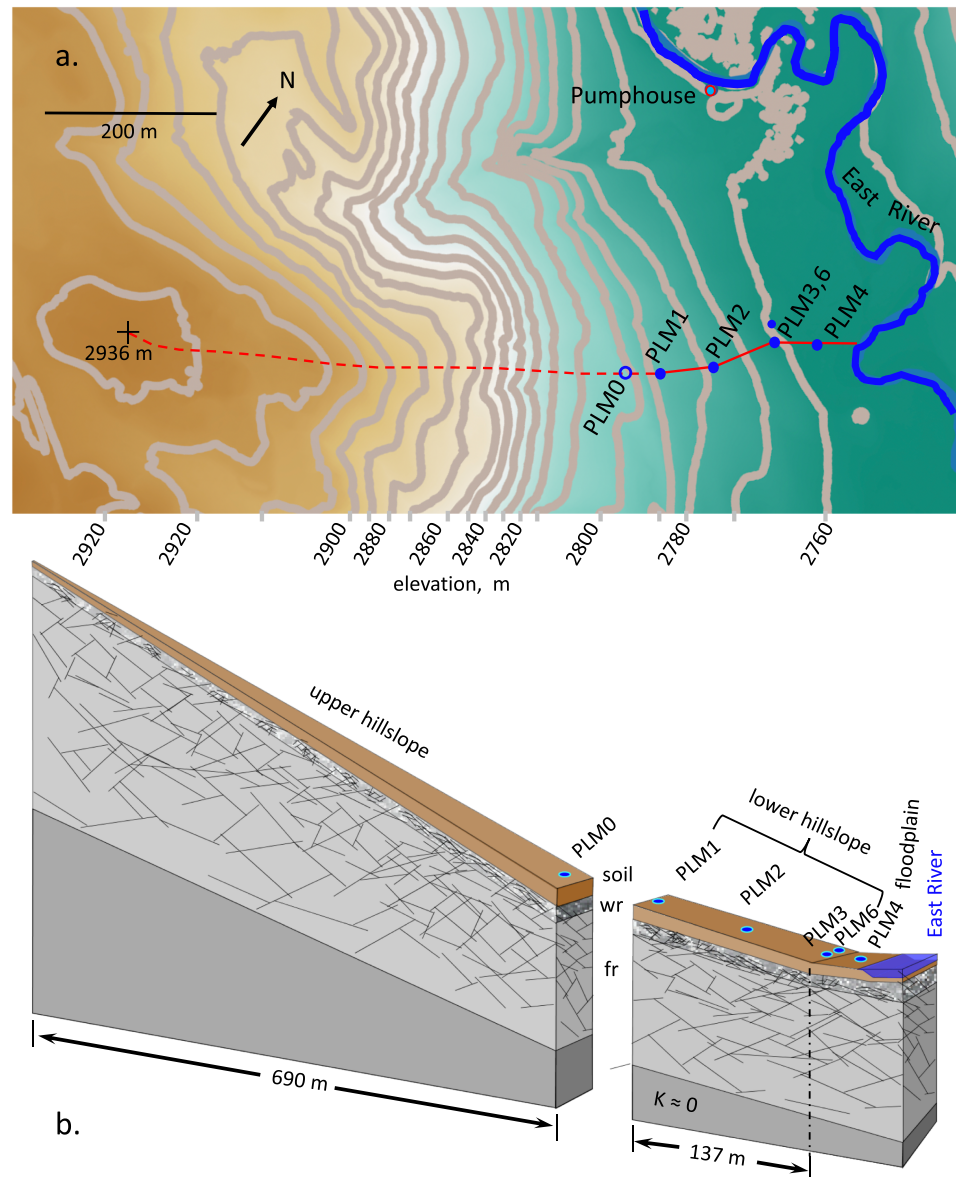 a.
N
200 m
Pumphouse
East River
2936 m
PLM0
PLM1
PLM2
PLM3,6
PLM4
2920
2920
2900
2880
2860
2840
2820
2800
2780
2760
elevation, m
upper hillslope
PLM0
soil
wr
fr
690 m
lower hillslope
PLM1
PLM2
PLM3
PLM6
PLM4
floodplain
East River
K ≈ 0
137 m
b.